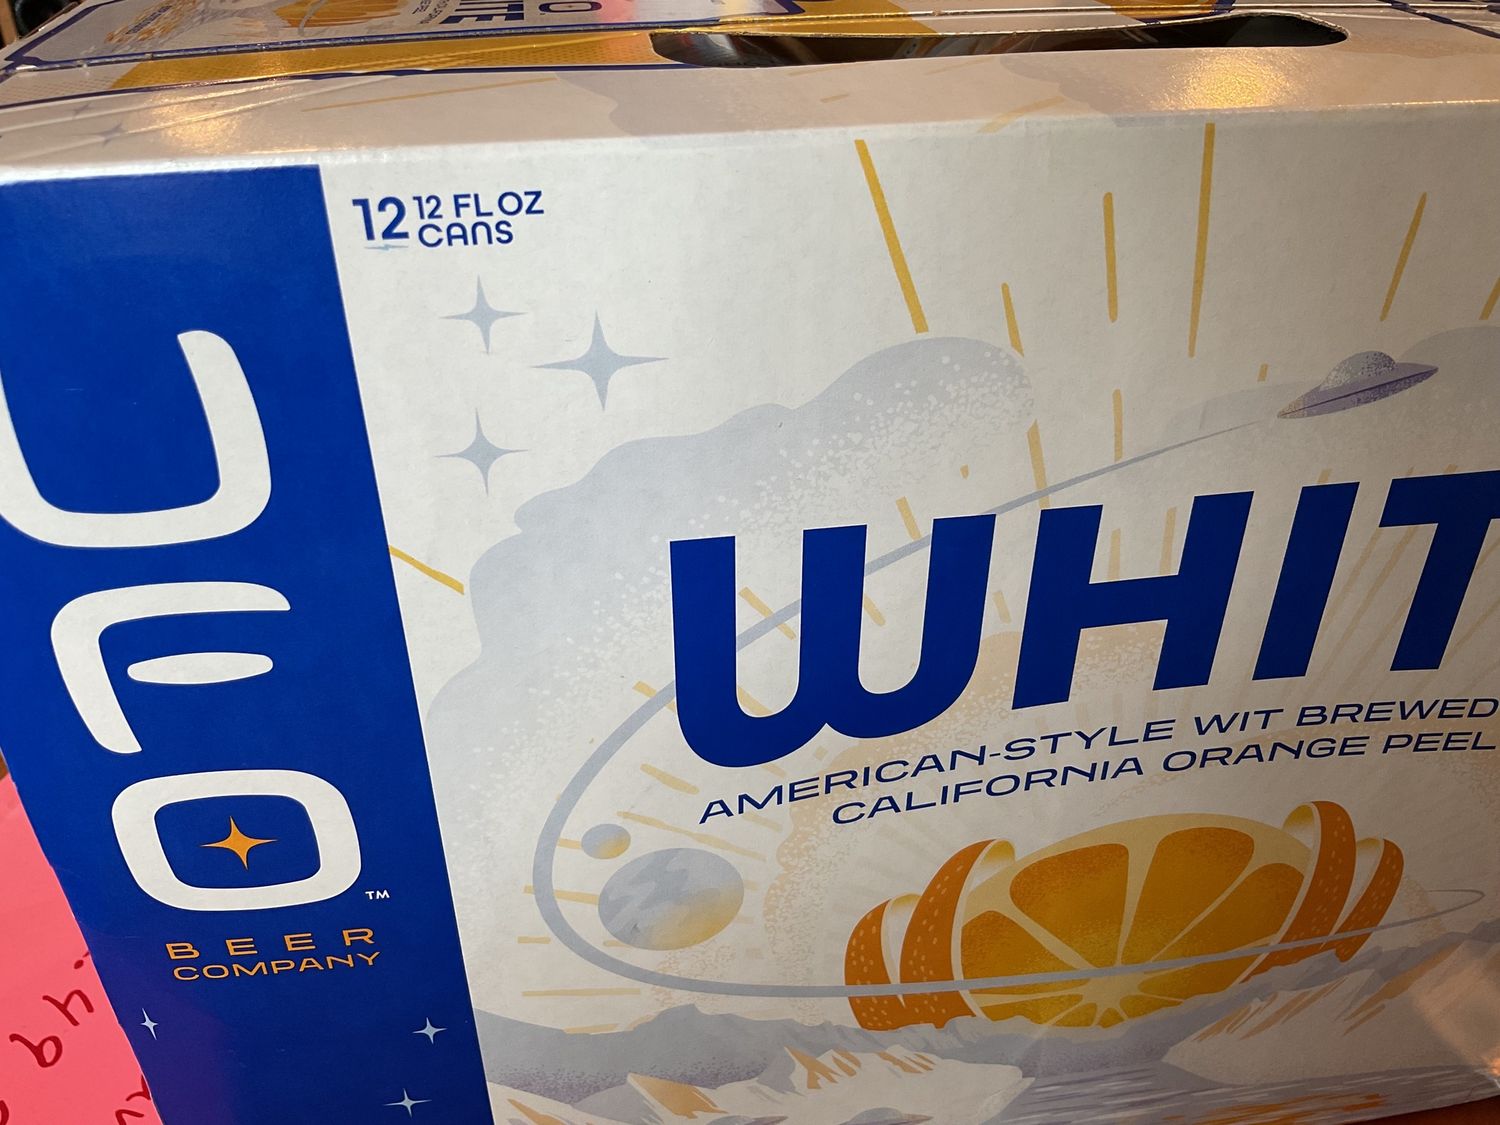 12 12 FL OZ
CANS
UFO
BEER
COMPANY
WHIT
AMERICAN-STYLE WIT BREWED
CALIFORNIA ORANGE PEEL